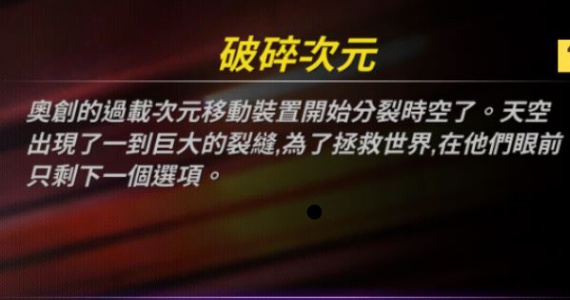 破碎次元
奧創的過載次元移動裝置開始分裂時空了。天空
出現了一到巨大的裂縫,為了拯救世界,在他們眼前
只剩下一個選項。